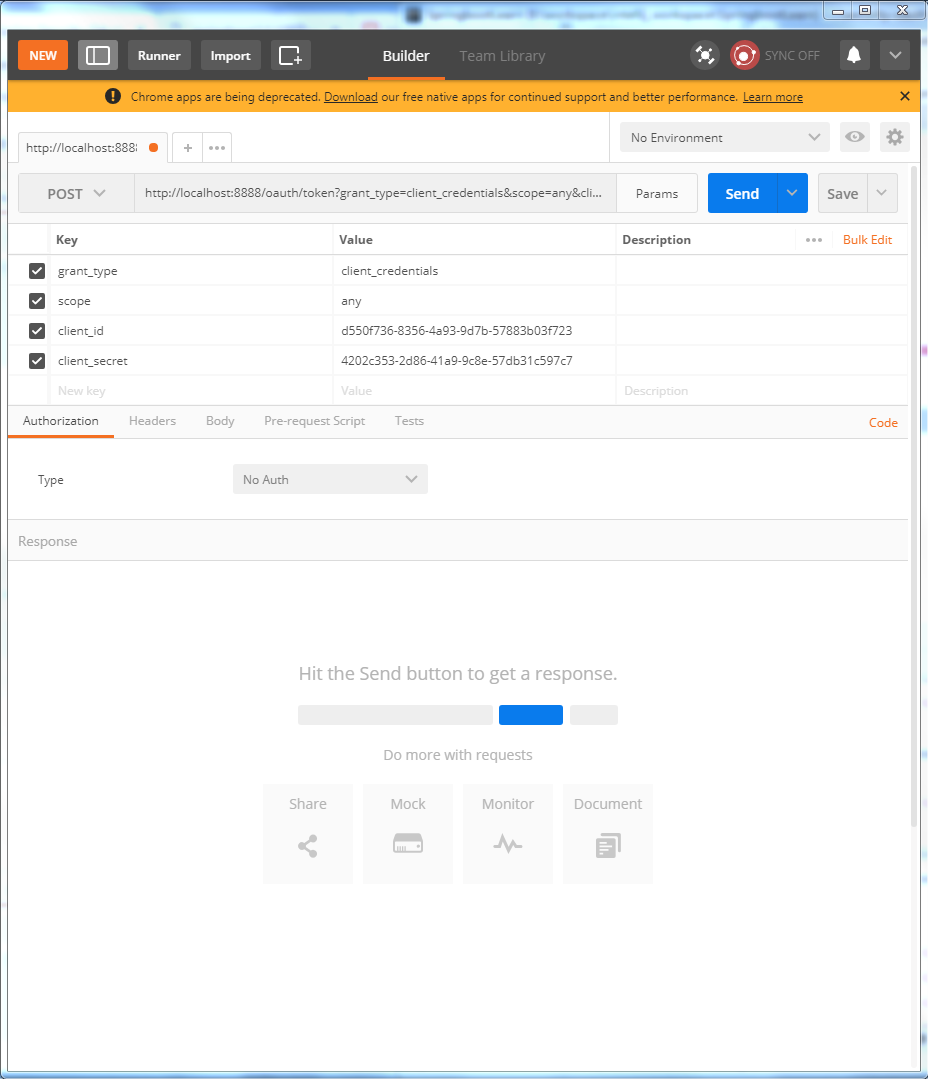 NEW Runner Import Builder Team Library SYNC OFF
Chrome apps are being deprecated. Download our free native apps for continued support and better performance. Learn more
http://localhost:888 No Environment
POST http://localhost:8888/oauth/token?grant_type=client_credentials&scope=any&cli... Params Send Save
Key Value Description Bulk Edit
grant_type client_credentials
scope any
client_id d550f736-8356-4a93-9d7b-57883b03f723
client_secret 4202c353-2d86-41a9-9c8e-57db31c597c7
New key Value Description
Authorization Headers Body Pre-request Script Tests Code
Type No Auth
Response
Hit the Send button to get a response.
Do more with requests
Share Mock Monitor Document